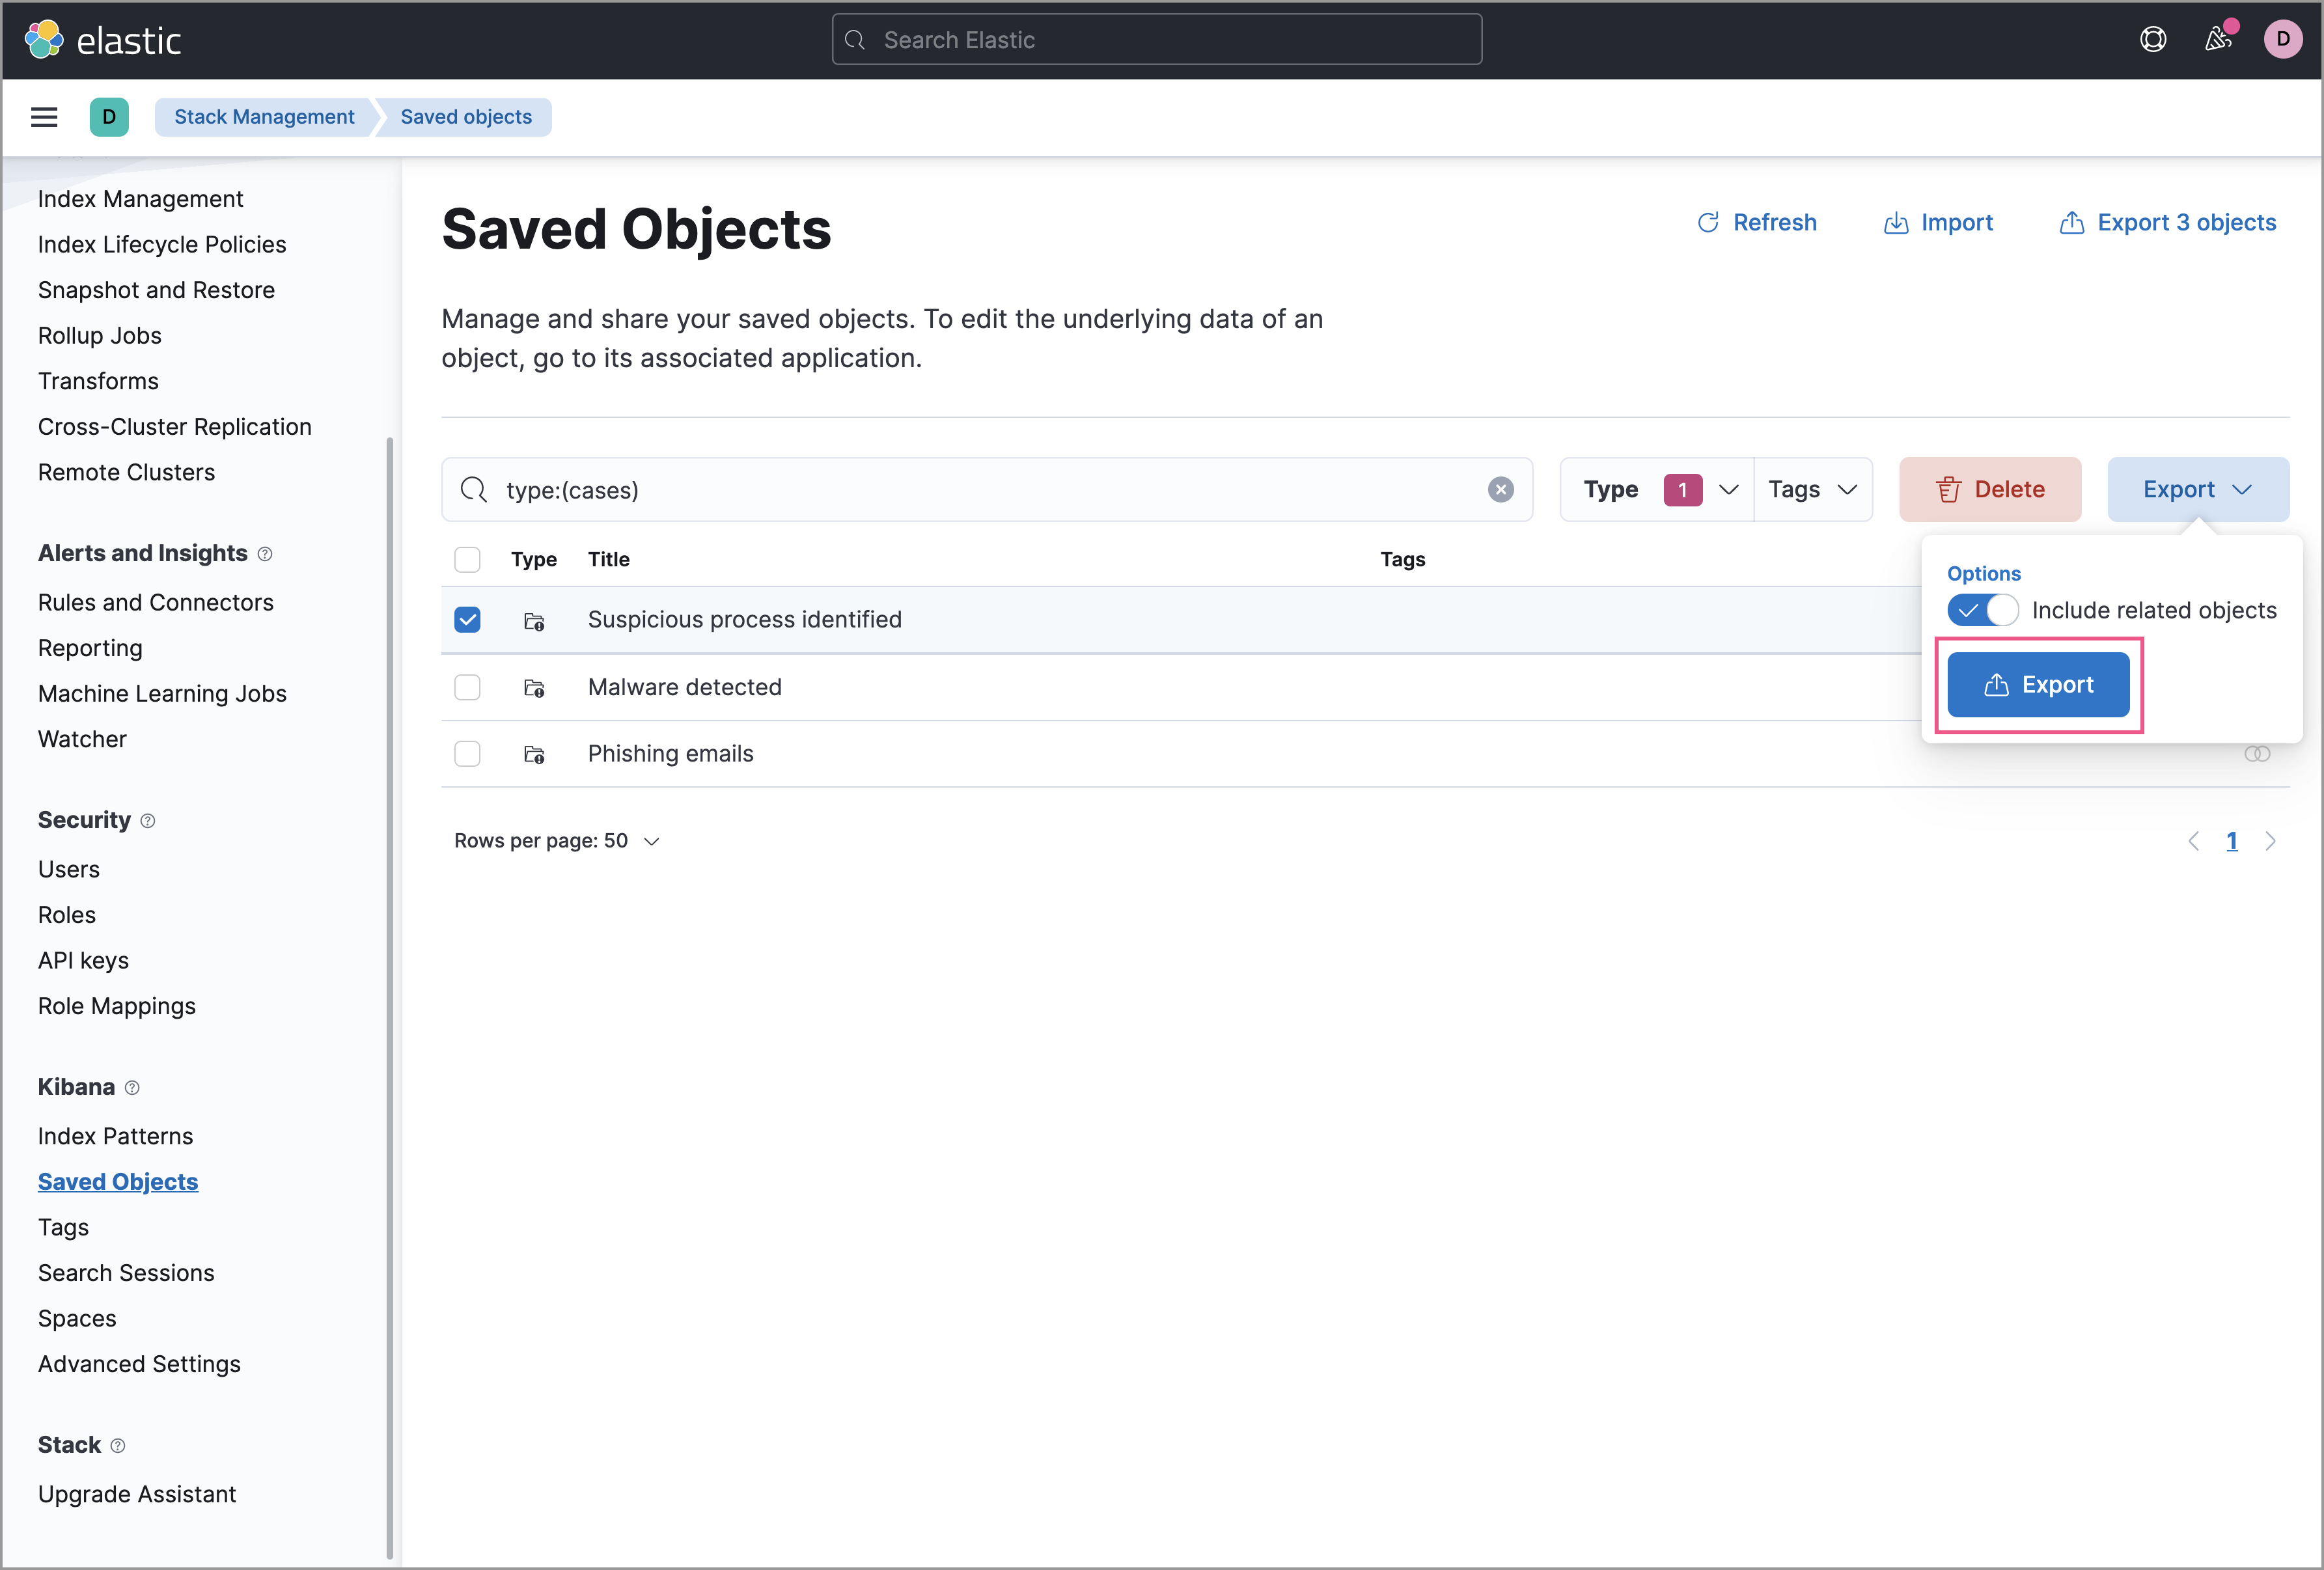 elastic
Search Elastic
D
D
Stack Management
Saved objects
Index Management
Index Lifecycle Policies
Snapshot and Restore
Rollup Jobs
Transforms
Cross-Cluster Replication
Remote Clusters
Alerts and Insights
Rules and Connectors
Reporting
Machine Learning Jobs
Watcher
Security
Users
Roles
API keys
Role Mappings
Kibana
Index Patterns
Saved Objects
Tags
Search Sessions
Spaces
Advanced Settings
Stack
Upgrade Assistant
Saved Objects
Refresh
Import
Export 3 objects
Manage and share your saved objects. To edit the underlying data of an
object, go to its associated application.
type:(cases)
Type 1
Tags
Delete
Export
Type Title Tags
Suspicious process identified
Malware detected
Phishing emails
Options
Include related objects
Export
Rows per page: 50
1